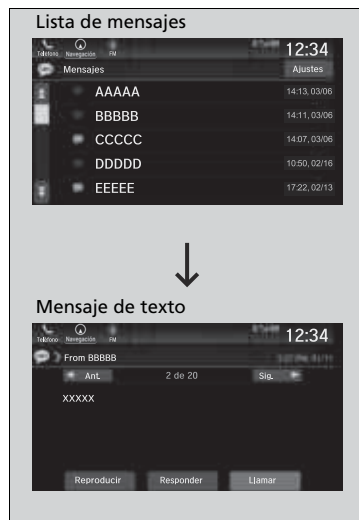 Lista de mensajes
Teléfono Navegación FM 12:34
Mensajes Ajustes
AAAAA 14:13, 03/06
BBBBB 14:11, 03/06
CCCCC 14:07, 03/06
DDDDD 10:50, 02/16
EEEEE 17:22, 02/13
Mensaje de texto
Teléfono Navegación FM 12:34
From BBBBB
Ant. 2 de 20 Sig.
XXXXX
Reproducir Responder Llamar